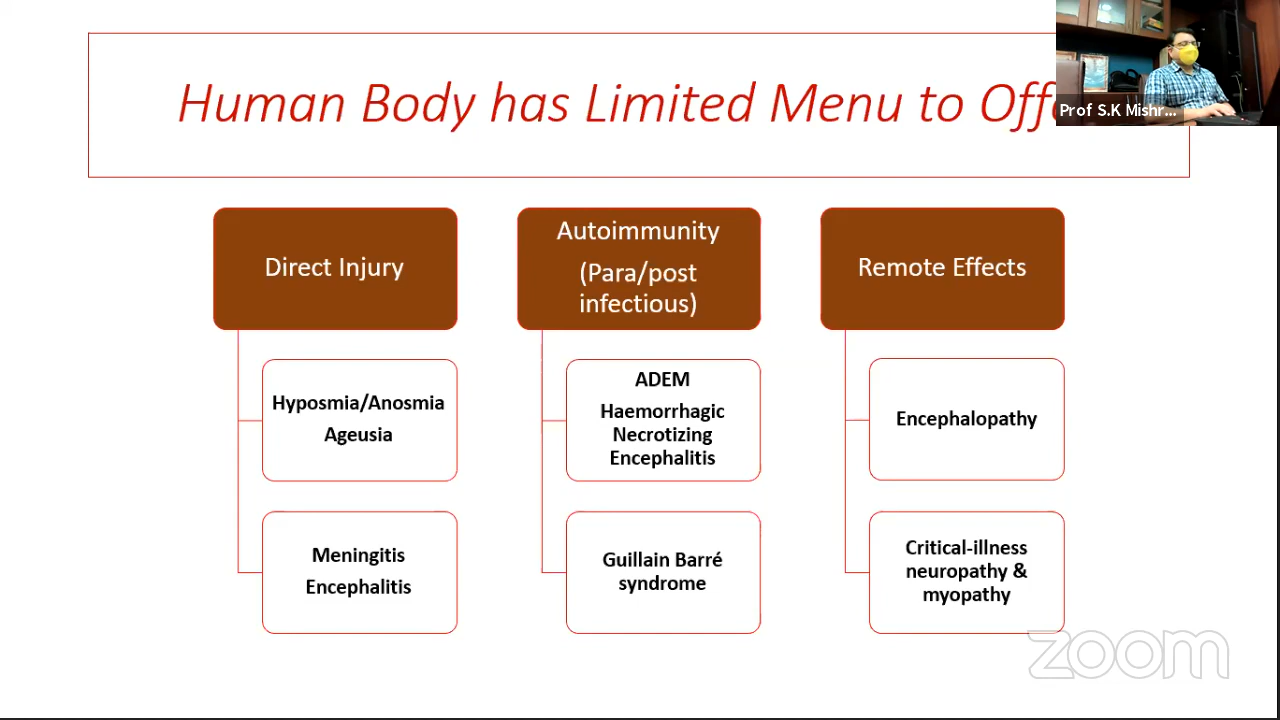 Human Body has Limited Menu to
Prof S.K Mishr...
Direct Injury
Hyposmia/Anosmia
Ageusia
Meningitis
Encephalitis
Autoimmunity
(Para/post
infectious)
ADEM
Haemorrhagic
Necrotizing
Encephalitis
Guillain Barré
syndrome
Remote Effects
Encephalopathy
Critical-illness
neuropathy &
myopathy
zoom